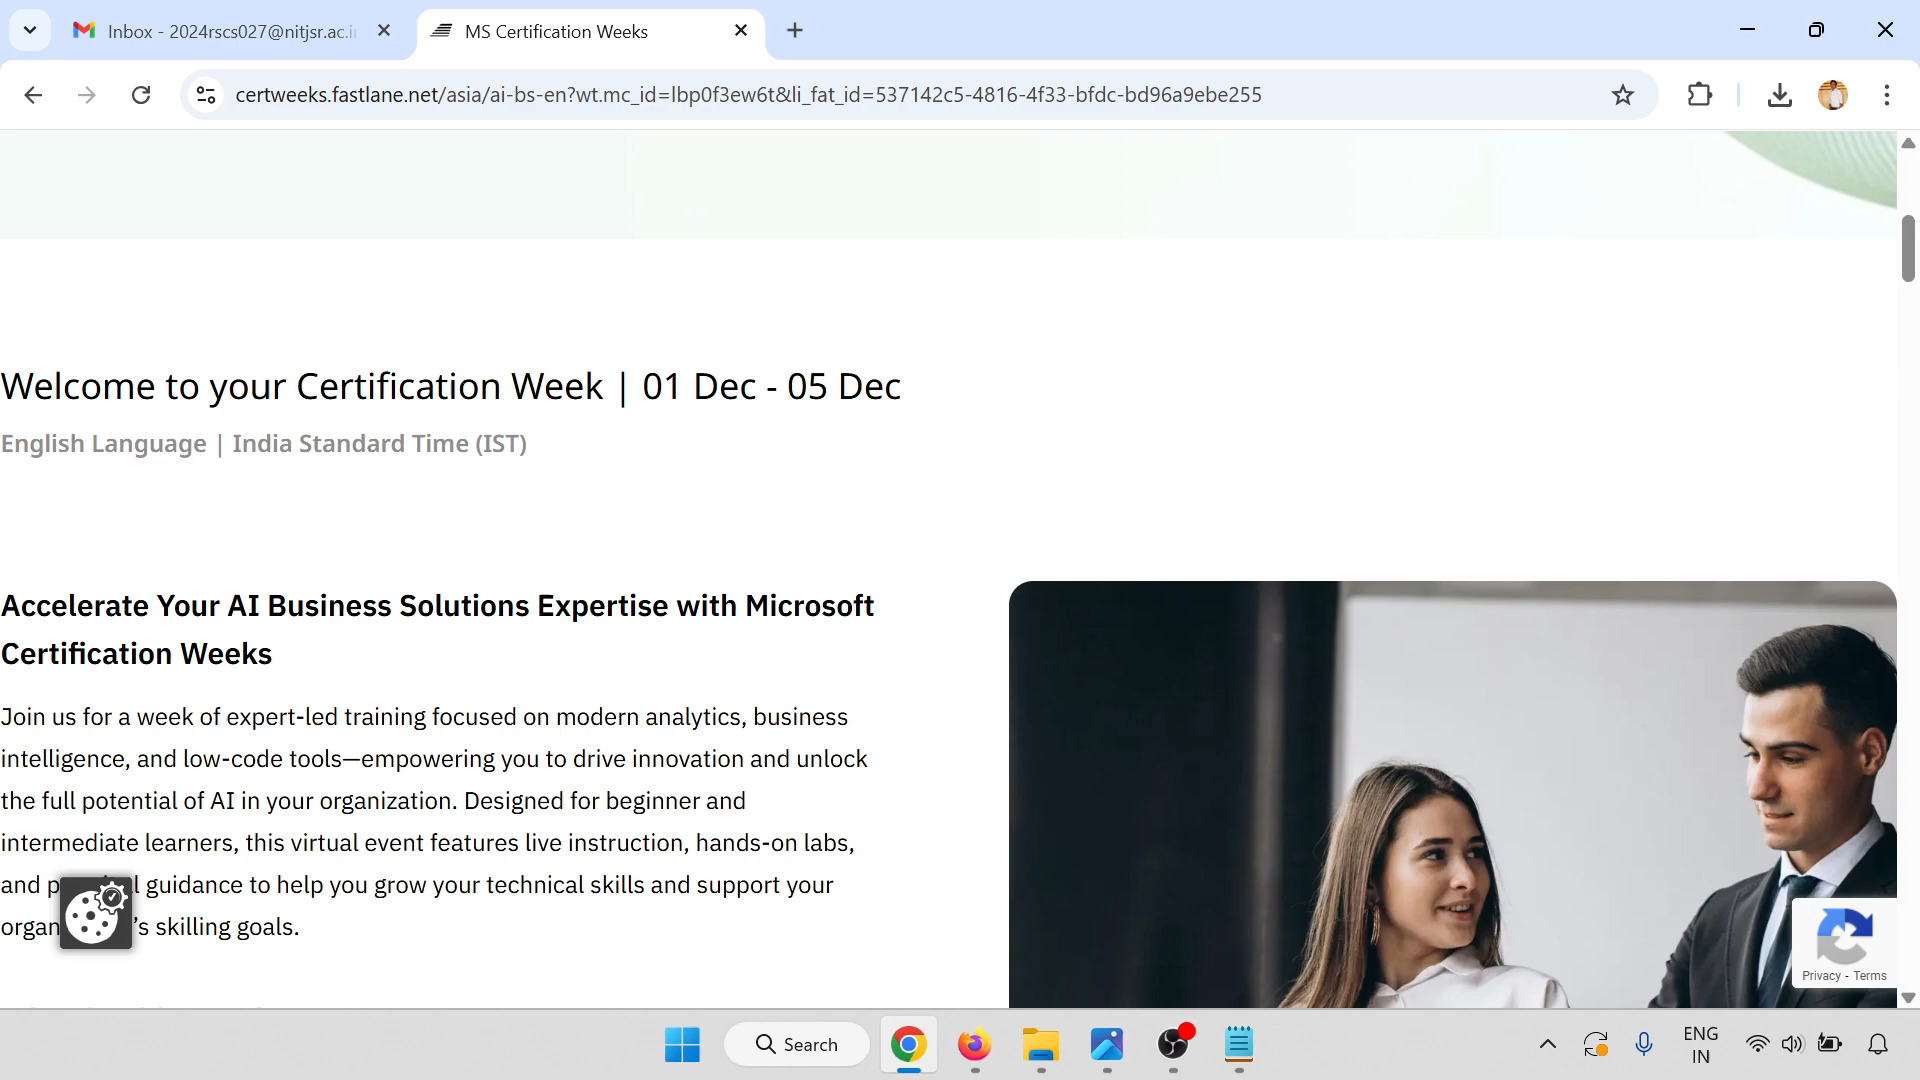 Inbox - 2024rscs027@nitjsr.ac.in
MS Certification Weeks
certweeks.fastlane.net/asia/ai-bs-en?wt.mc_id=lbp0f3ew6t&li_fat_id=537142c5-4816-4f33-bfdc-bd96a9ebe255
Welcome to your Certification Week | 01 Dec - 05 Dec
English Language | India Standard Time (IST)
Accelerate Your AI Business Solutions Expertise with Microsoft
Certification Weeks
Join us for a week of expert-led training focused on modern analytics, business
intelligence, and low-code tools—empowering you to drive innovation and unlock
the full potential of AI in your organization. Designed for beginner and
intermediate learners, this virtual event features live instruction, hands-on labs,
and guidance to help you grow your technical skills and support your
's skilling goals.
Privacy - Terms
Search
ENG
IN